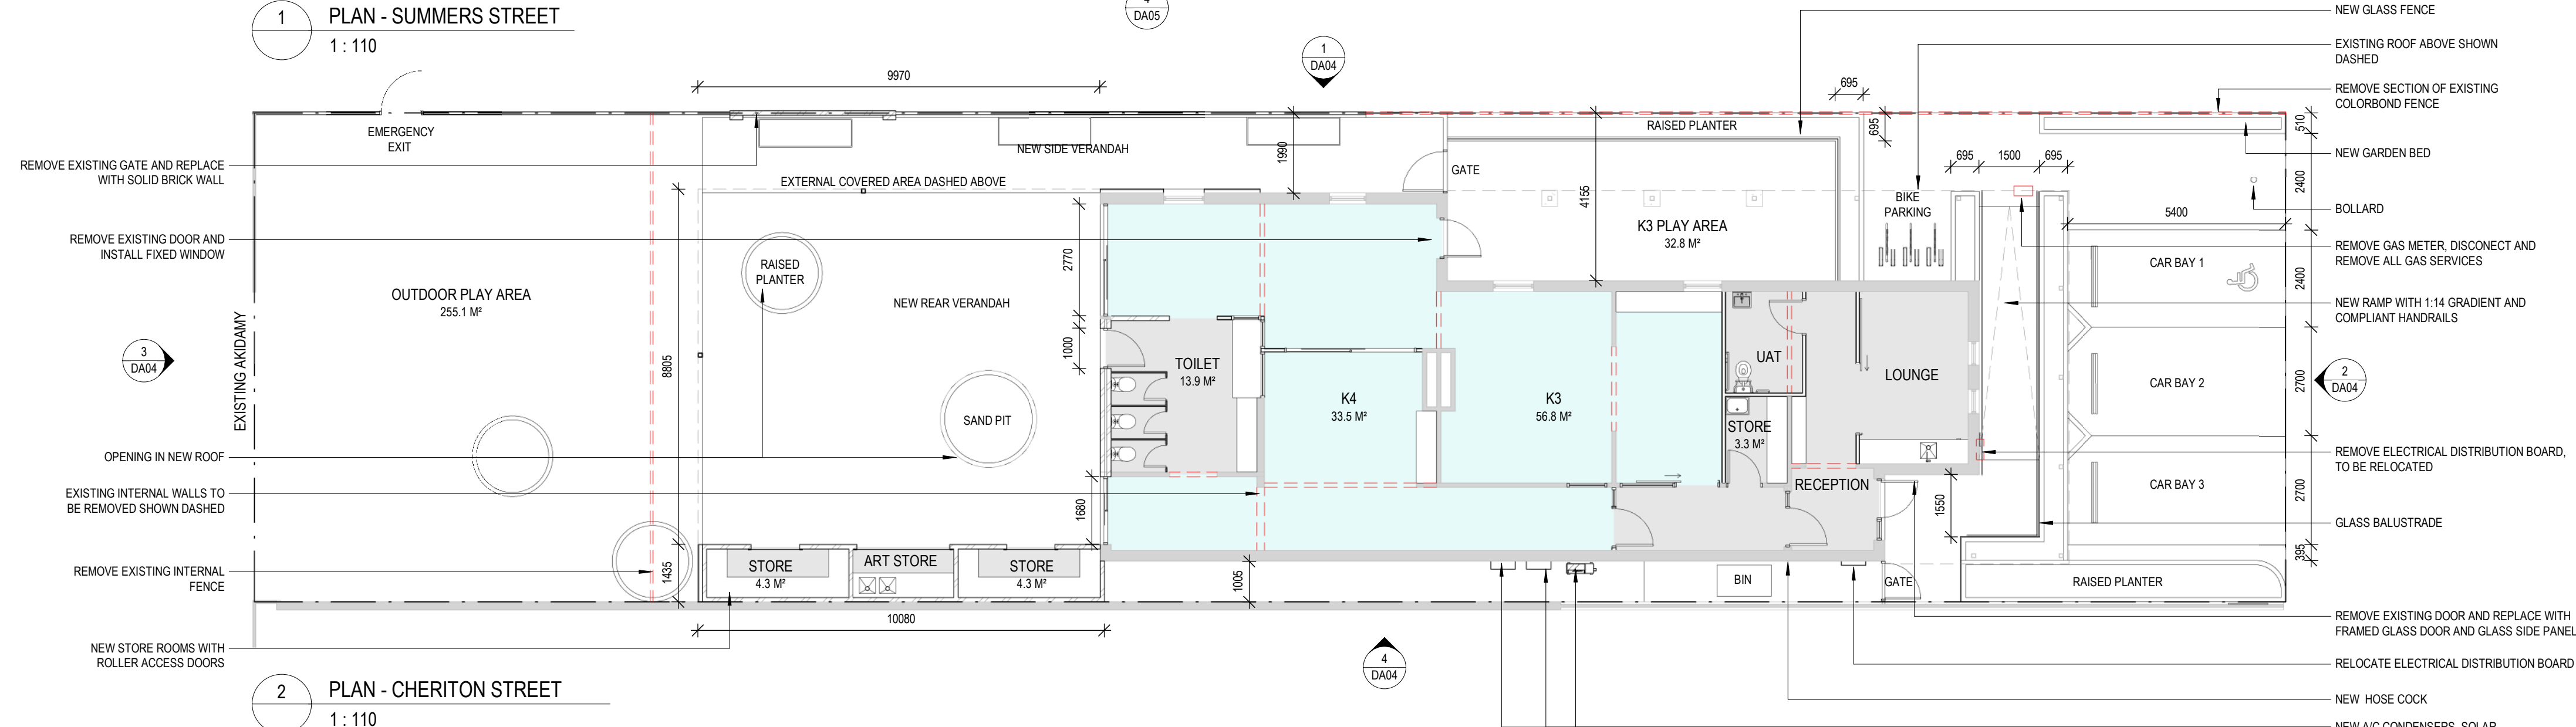 1
PLAN - SUMMERS STREET
1 : 110
DA05
1
DA04
NEW GLASS FENCE
EXISTING ROOF ABOVE SHOWN
DASHED
REMOVE SECTION OF EXISTING
COLORBOND FENCE
NEW GARDEN BED
BOLLARD
REMOVE GAS METER, DISCONECT AND
REMOVE ALL GAS SERVICES
NEW RAMP WITH 1:14 GRADIENT AND
COMPLIANT HANDRAILS
2
DA04
REMOVE ELECTRICAL DISTRIBUTION BOARD,
TO BE RELOCATED
GLASS BALUSTRADE
REMOVE EXISTING DOOR AND REPLACE WITH
FRAMED GLASS DOOR AND GLASS SIDE PANEL
RELOCATE ELECTRICAL DISTRIBUTION BOARD
NEW HOSE COCK
NEW A/C CONDENSERS, SOLAR
REMOVE EXISTING GATE AND REPLACE
WITH SOLID BRICK WALL
REMOVE EXISTING DOOR AND
INSTALL FIXED WINDOW
3
DA04
OPENING IN NEW ROOF
EXISTING INTERNAL WALLS TO
BE REMOVED SHOWN DASHED
REMOVE EXISTING INTERNAL
FENCE
NEW STORE ROOMS WITH
ROLLER ACCESS DOORS
EXISTING AKIDAMY
EMERGENCY
EXIT
OUTDOOR PLAY AREA
255.1 M²
9970
NEW SIDE VERANDAH
EXTERNAL COVERED AREA DASHED ABOVE
RAISED
PLANTER
NEW REAR VERANDAH
SAND PIT
8805
1435
2770
1000
1680
1990
4155
1005
STORE
4.3 M²
ART STORE
STORE
4.3 M²
10080
TOILET
13.9 M²
K4
33.5 M²
K3
56.8 M²
GATE
RAISED PLANTER
K3 PLAY AREA
32.8 M²
695
695
BIKE
PARKING
695
1500
695
UAT
STORE
3.3 M²
LOUNGE
RECEPTION
1550
BIN
GATE
RAISED PLANTER
5400
CAR BAY 1
CAR BAY 2
CAR BAY 3
510
2400
2400
2700
2700
395
4
DA04
2
PLAN - CHERITON STREET
1 : 110